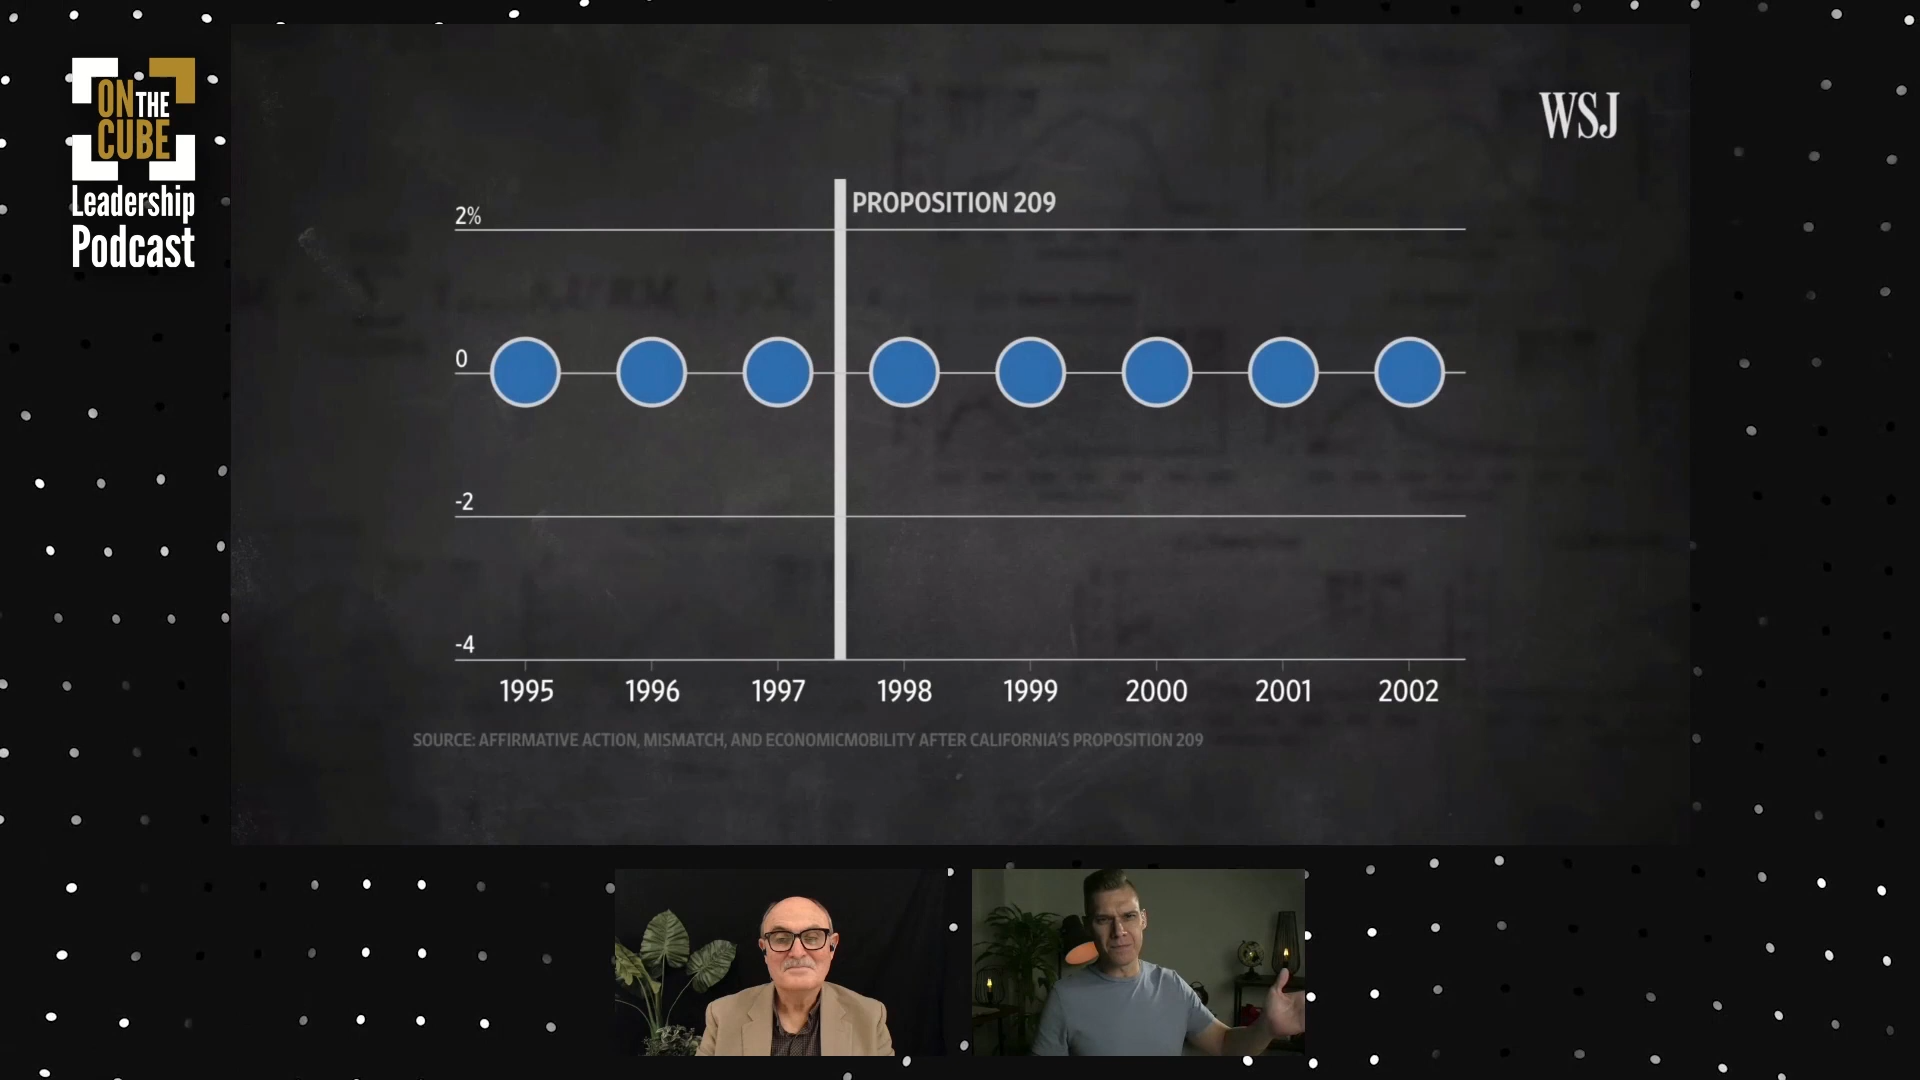 ON THE
CUBE
Leadership
Podcast
WSJ
PROPOSITION 209
2%
0
-2
-4
1995 1996 1997 1998 1999 2000 2001 2002
SOURCE: AFFIRMATIVE ACTION, MISMATCH, AND ECONOMICMOBILITY AFTER CALIFORNIA'S PROPOSITION 209